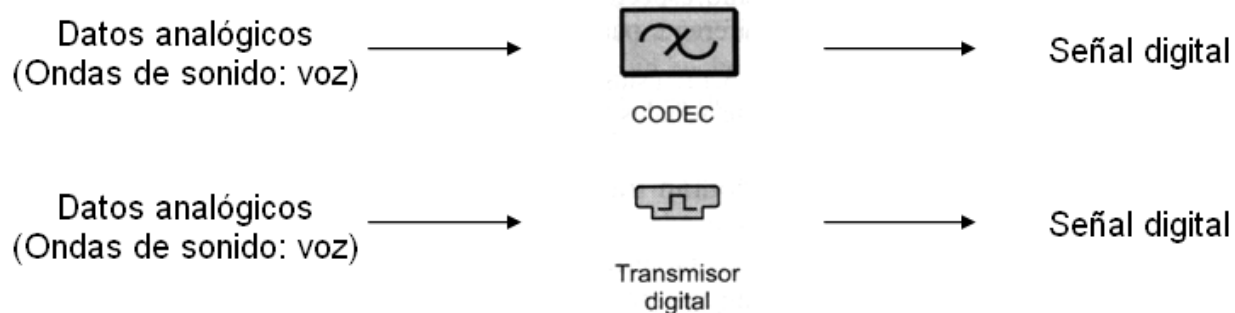 Datos analógicos
(Ondas de sonido: voz)
CODEC
Señal digital
Datos analógicos
(Ondas de sonido: voz)
Transmisor
digital
Señal digital